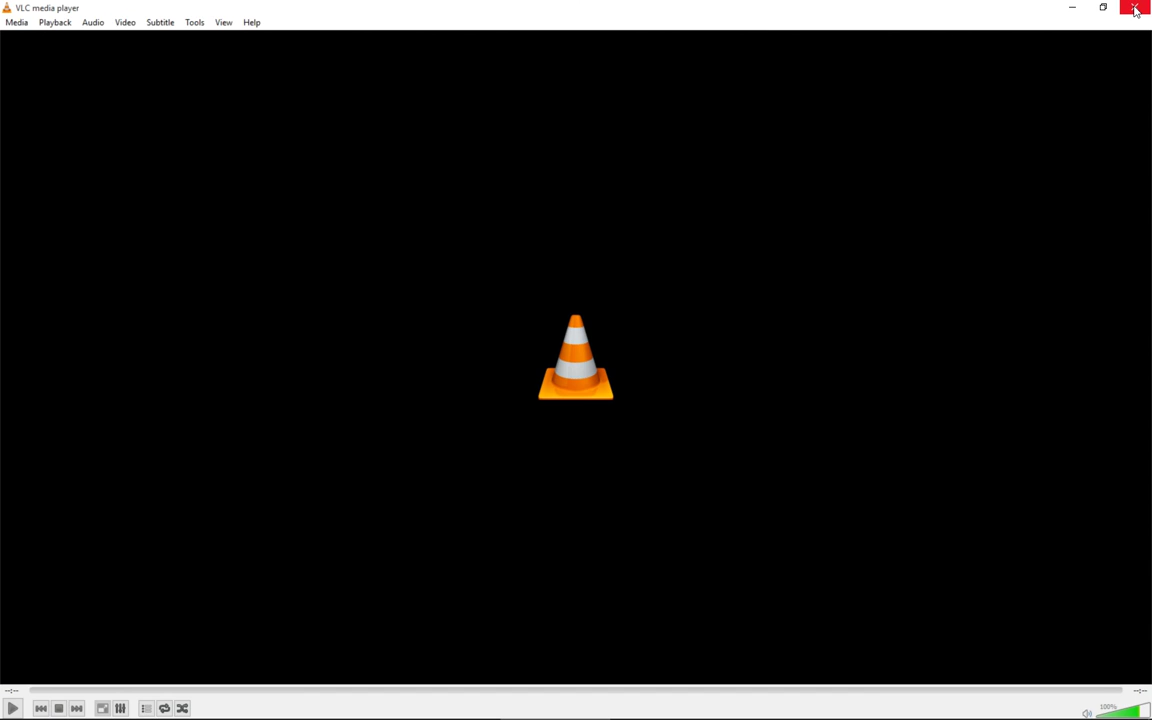 VLC media player
Media Playback Audio Video Subtitle Tools View Help
--:-- --:--
100%